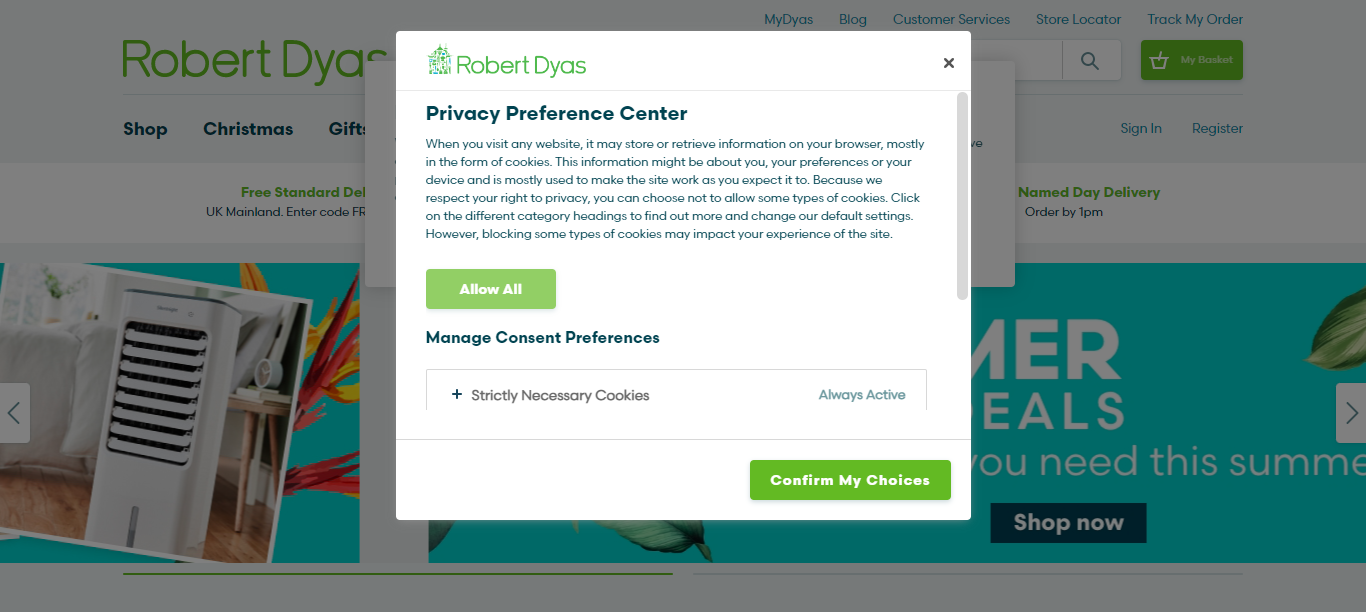 MyDyas Blog Customer Services Store Locator Track My Order
Robert Dyas
My Basket
Robert Dyas
Shop Christmas Gifts
Sign In Register
Privacy Preference Center
When you visit any website, it may store or retrieve information on your browser, mostly
in the form of cookies. This information might be about you, your preferences or your
device and is mostly used to make the site work as you expect it to. Because we
respect your right to privacy, you can choose not to allow some types of cookies. Click
on the different category headings to find out more and change our default settings.
However, blocking some types of cookies may impact your experience of the site.
Free Standard Del
UK Mainland. Enter code FR
Named Day Delivery
Order by 1pm
Allow All
Manage Consent Preferences
+ Strictly Necessary Cookies Always Active
Confirm My Choices
MER
EALS
you need this summe
Shop now